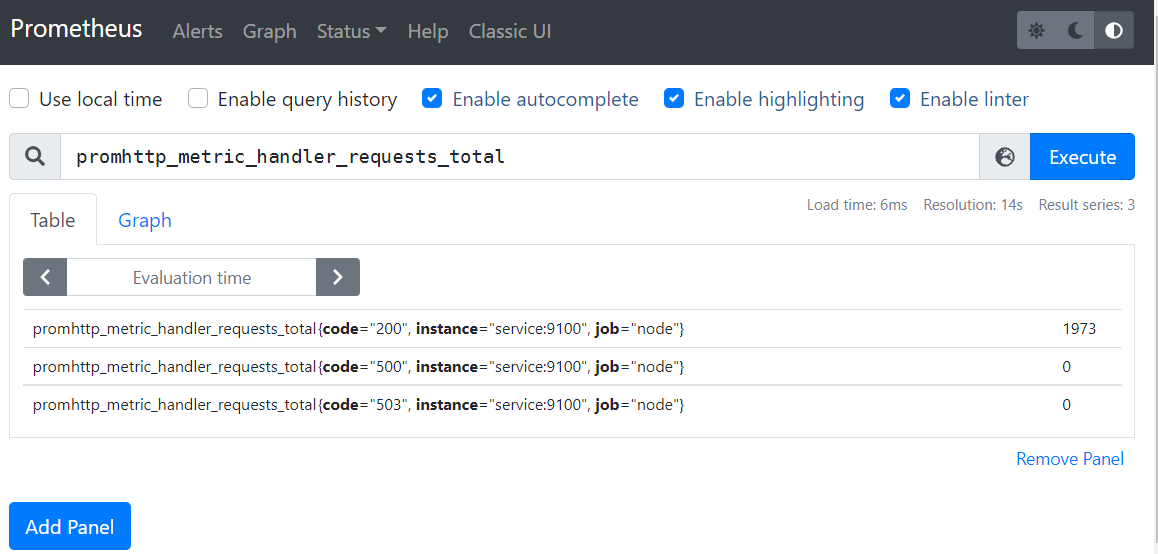 Prometheus Alerts Graph Status Help Classic UI
Use local time Enable query history Enable autocomplete Enable highlighting Enable linter
promhttp_metric_handler_requests_total Execute
Table Graph Load time: 6ms Resolution: 14s Result series: 3
Evaluation time
promhttp_metric_handler_requests_total{code="200", instance="service:9100", job="node"} 1973
promhttp_metric_handler_requests_total{code="500", instance="service:9100", job="node"} 0
promhttp_metric_handler_requests_total{code="503", instance="service:9100", job="node"} 0
Remove Panel
Add Panel